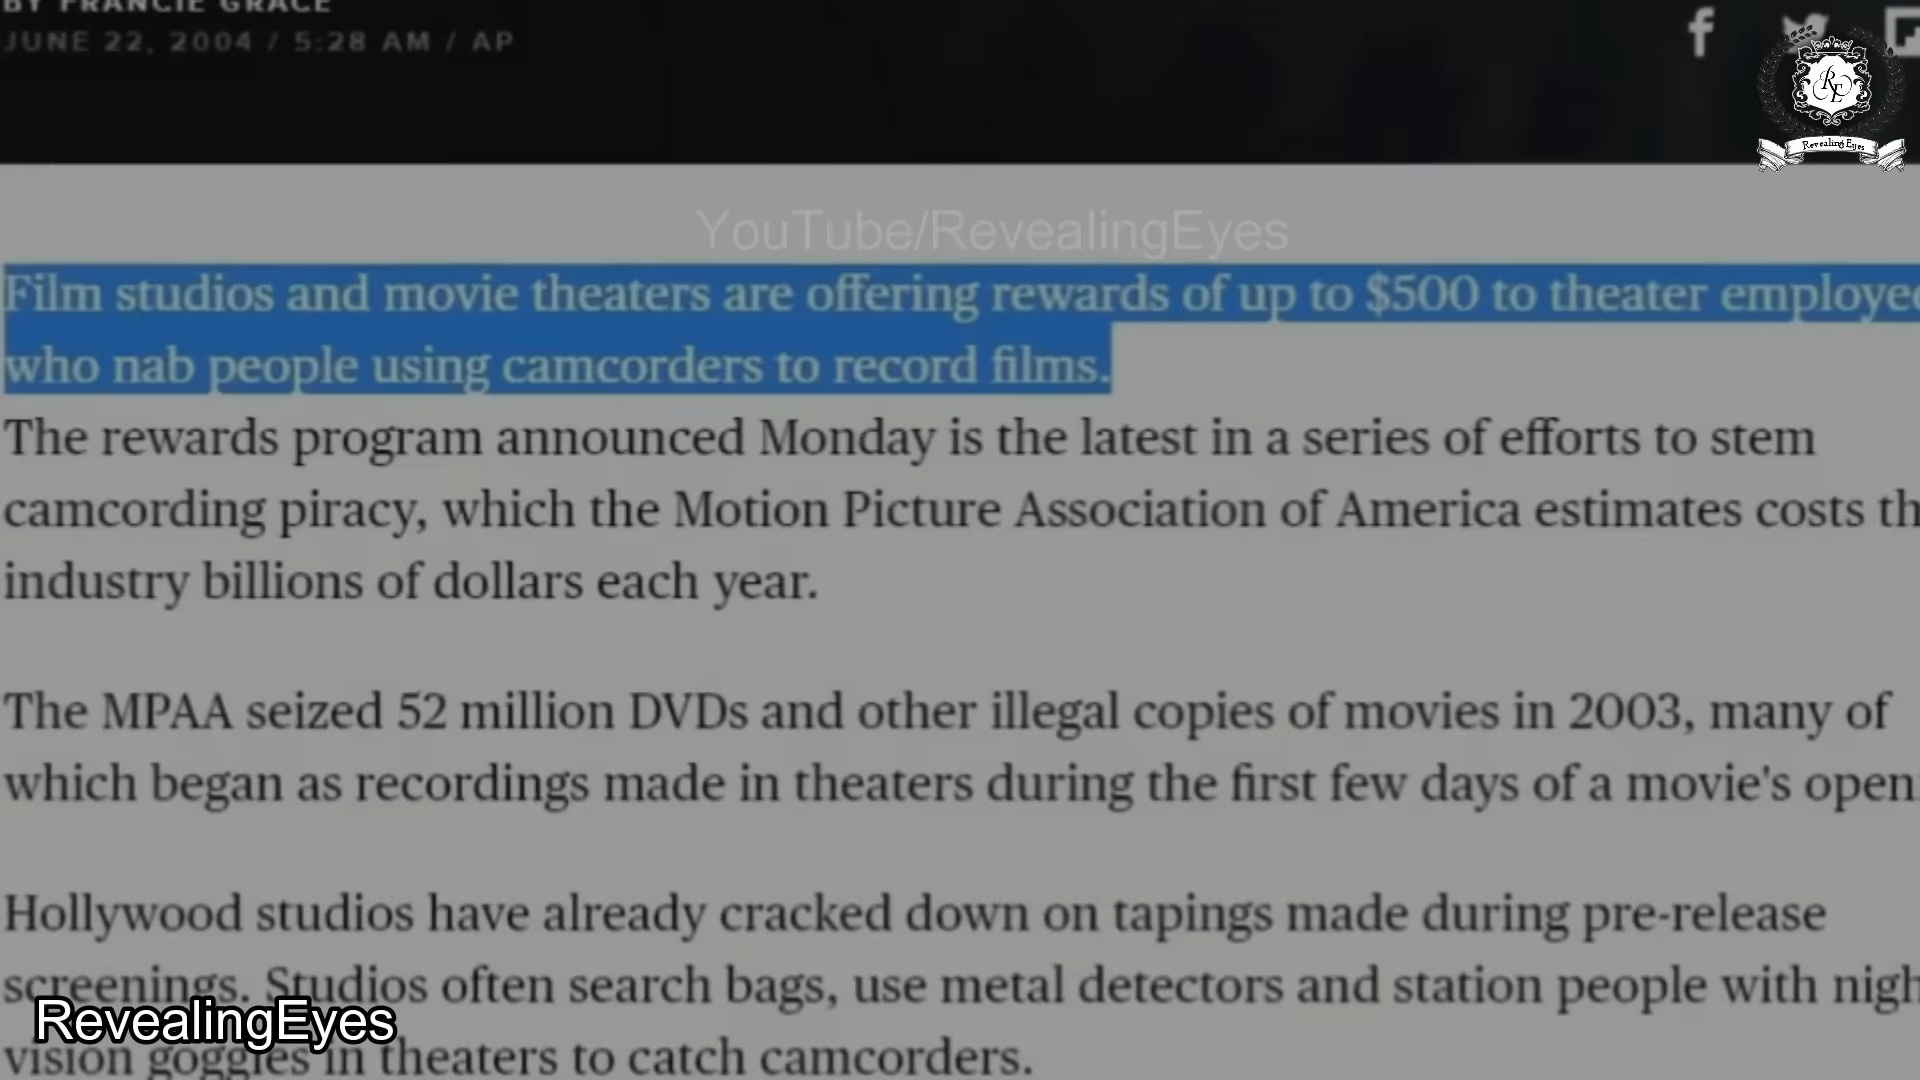 BY FRANCIE GRACE
JUNE 22, 2004 / 5:28 AM / AP
f
RE
Revealing Eyes
YouTube/RevealingEyes
Film studios and movie theaters are offering rewards of up to $500 to theater employe
who nab people using camcorders to record films.
The rewards program announced Monday is the latest in a series of efforts to stem
camcording piracy, which the Motion Picture Association of America estimates costs th
industry billions of dollars each year.
The MPAA seized 52 million DVDs and other illegal copies of movies in 2003, many of
which began as recordings made in theaters during the first few days of a movie's open
Hollywood studios have already cracked down on tapings made during pre-release
screenings. Studios often search bags, use metal detectors and station people with nigh
RevealingEyes
vision goggles in theaters to catch camcorders.